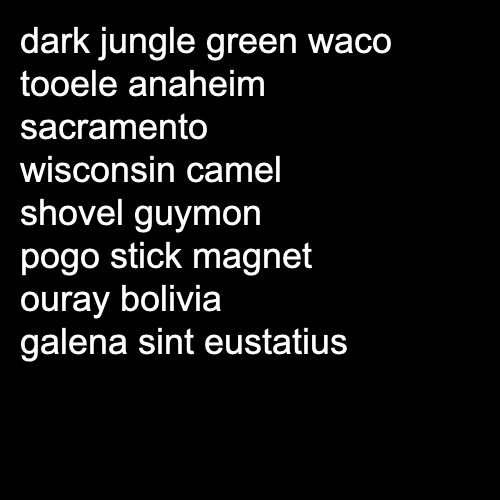 dark jungle green waco
tooele anaheim
sacramento
wisconsin camel
shovel guymon
pogo stick magnet
ouray bolivia
galena sint eustatius